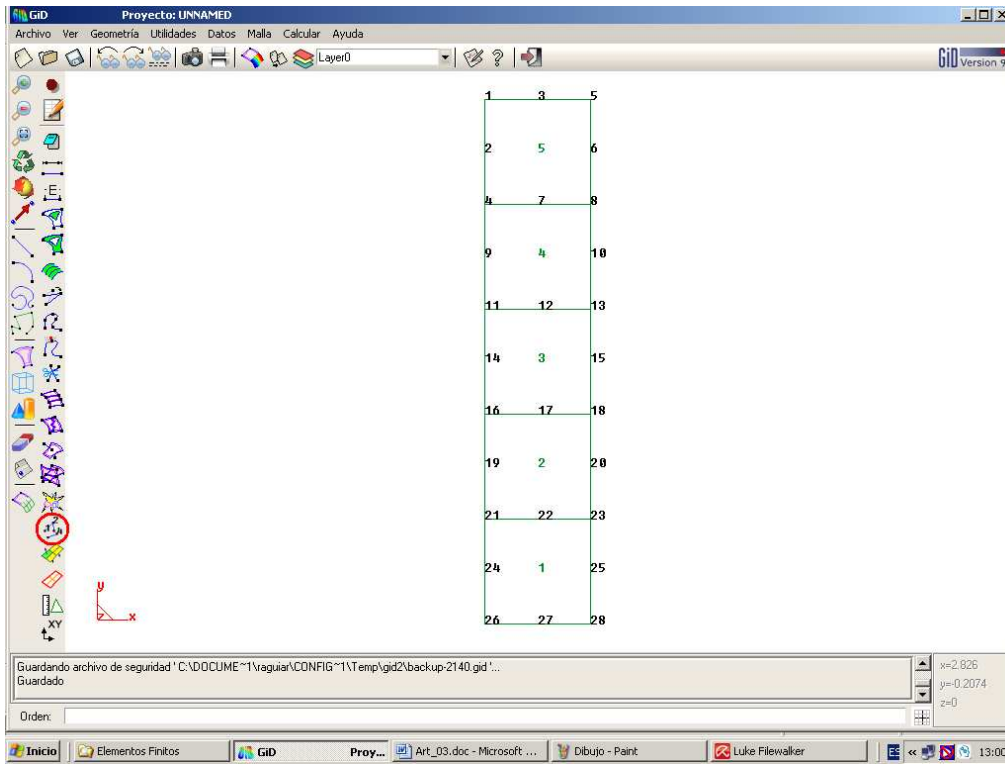 GiD Proyecto: UNNAMED
Archivo Ver Geometría Utilidades Datos Malla Calcular Ayuda
Layer0
GiD Version 9
1 3 5
2 5 6
4 7 8
9 4 10
11 12 13
14 3 15
16 17 18
19 2 20
21 22 23
24 1 25
26 27 28
E
2
XY
y
z x
Guardando archivo de seguridad ' C:\DOCUME~1\raguiar\CONFIG~1\Temp\gid2\backup-2140.gid '...
Guardado
x=2.826
y=-0.2074
z=0
Orden:
Inicio Elementos Finitos GiD Proy... Art_03.doc - Microsoft ... Dibujo - Paint Luke Filewalker ES « 13:00